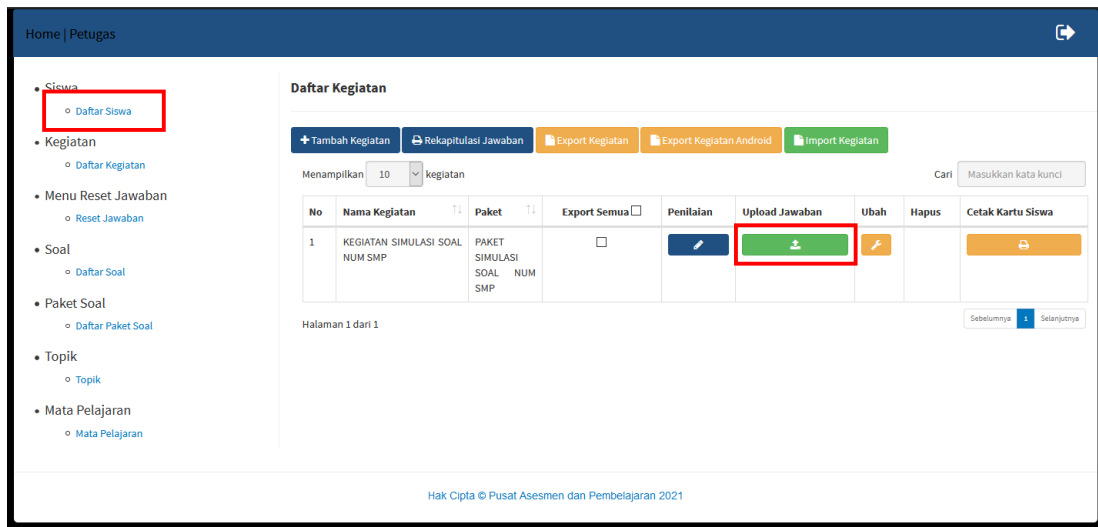 Home | Petugas
Siswa
Daftar Siswa
Kegiatan
Daftar Kegiatan
Menu Reset Jawaban
Reset Jawaban
Soal
Daftar Soal
Paket Soal
Daftar Paket Soal
Topik
Topik
Mata Pelajaran
Mata Pelajaran
Daftar Kegiatan
Tambah Kegiatan Rekapitulasi Jawaban Export Kegiatan Export Kegiatan Android Import Kegiatan
Menampilkan 10 kegiatan Cari Masukkan kata kunci
No Nama Kegiatan Paket Export Semua Penilaian Upload Jawaban Ubah Hapus Cetak Kartu Siswa
1 KEGIATAN SIMULASI SOAL PAKET
NUM SMP SIMULASI
SOAL NUM
SMP
Halaman 1 dari 1 Sebelumnya 1 Selanjutnya
Hak Cipta © Pusat Asesmen dan Pembelajaran 2021